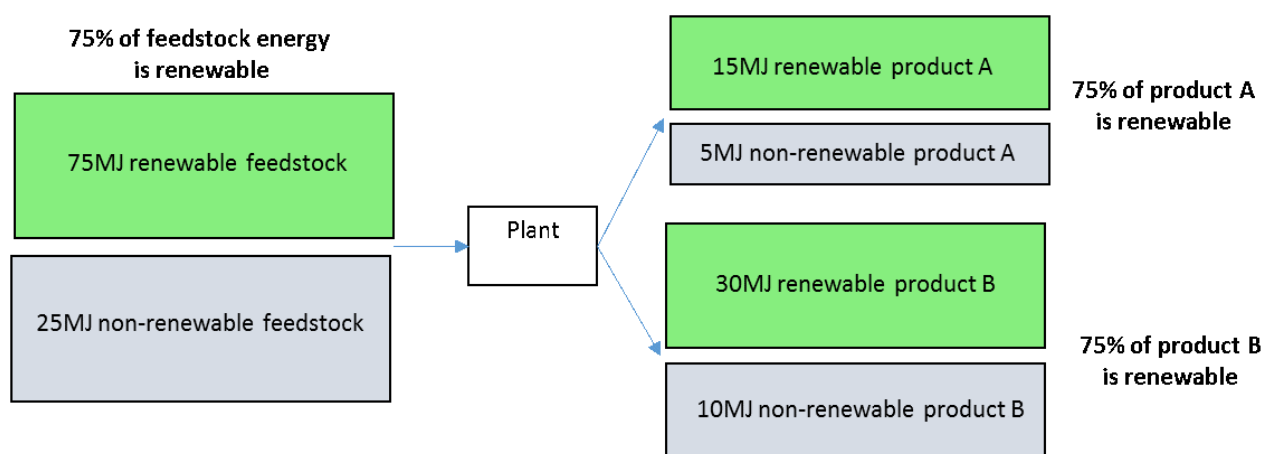 75% of feedstock energy
is renewable
75MJ renewable feedstock
25MJ non-renewable feedstock
Plant
15MJ renewable product A
5MJ non-renewable product A
75% of product A
is renewable
30MJ renewable product B
10MJ non-renewable product B
75% of product B
is renewable